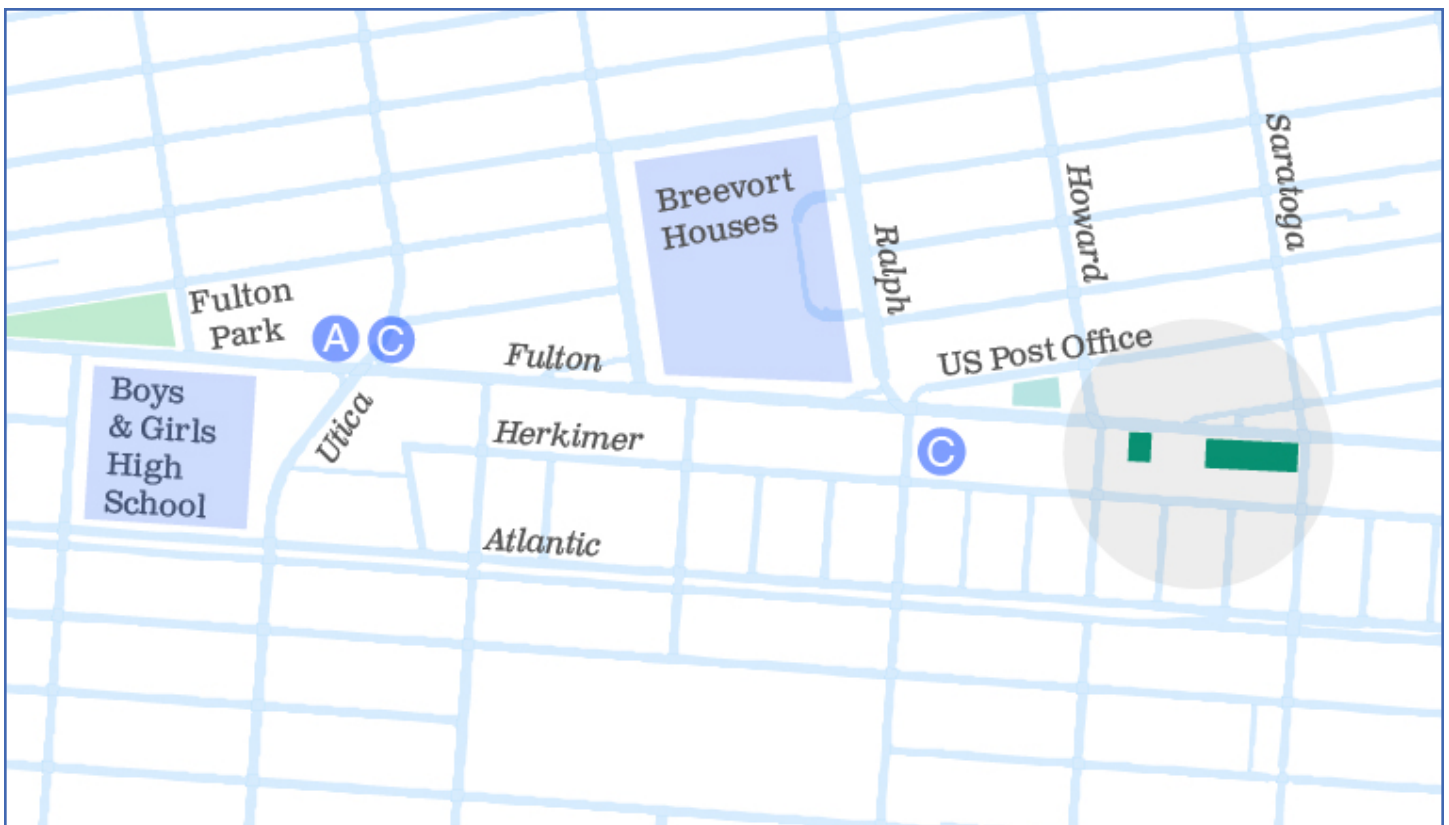 Saratoga
Howard
Breevort
Houses
Ralph
Fulton
Park
A C
Fulton
US Post Office
Boys
& Girls
High
School
Utica
Herkimer
C
Atlantic